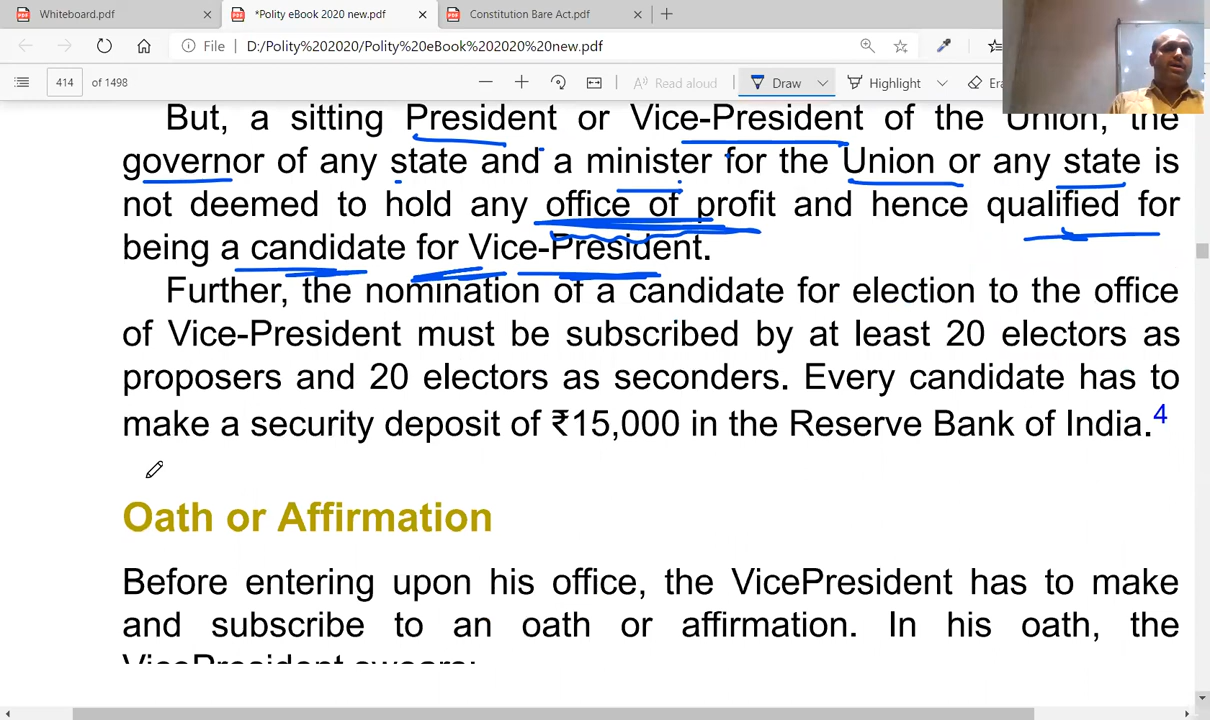 Whiteboard.pdf
*Polity eBook 2020 new.pdf
Constitution Bare Act.pdf
File D:/Polity%202020/Polity%20eBook%202020%20new.pdf
414 of 1498
Read aloud
Draw
Highlight
But, a sitting President or Vice-President of the Union, the
governor of any state and a minister for the Union or any state is
not deemed to hold any office of profit and hence qualified for
being a candidate for Vice-President.
Further, the nomination of a candidate for election to the office
of Vice-President must be subscribed by at least 20 electors as
proposers and 20 electors as seconders. Every candidate has to
make a security deposit of ₹15,000 in the Reserve Bank of India.4
Oath or Affirmation
Before entering upon his office, the VicePresident has to make
and subscribe to an oath or affirmation. In his oath, the
VicePresident swears: